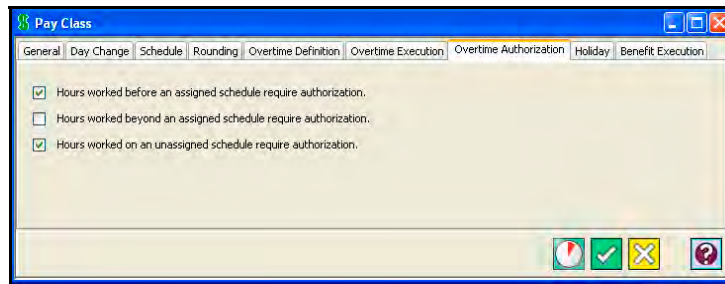 Pay Class
General Day Change Schedule Rounding Overtime Definition Overtime Execution Overtime Authorization Holiday Benefit Execution
Hours worked before an assigned schedule require authorization.
Hours worked beyond an assigned schedule require authorization.
Hours worked on an unassigned schedule require authorization.